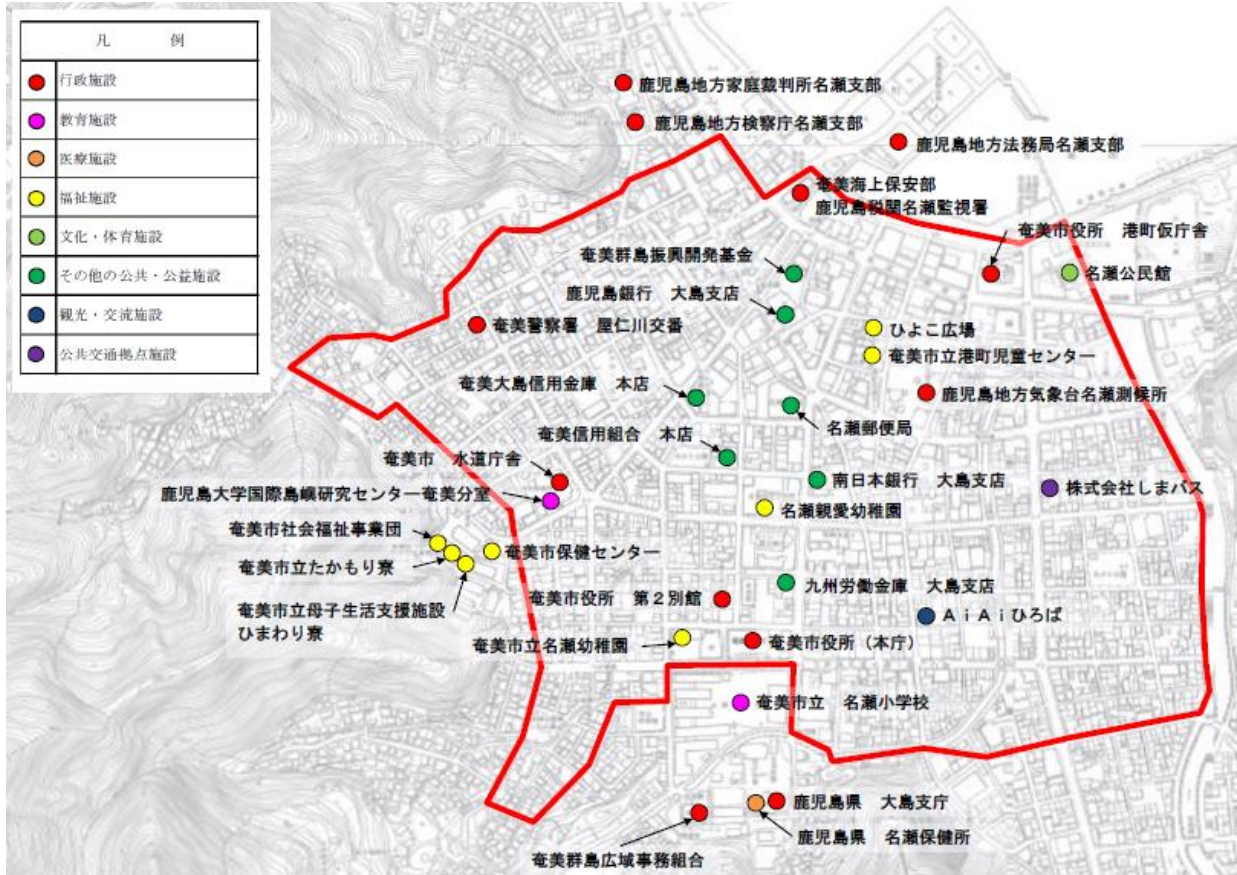 凡 例
行政施設
教育施設
医療施設
福祉施設
文化・体育施設
その他の公共・公益施設
観光・交流施設
公共交通拠点施設
鹿児島地方家庭裁判所名瀬支部
鹿児島地方検察庁名瀬支部
鹿児島地方法務局名瀬支部
奄美海上保安部
鹿児島税関名瀬監視署
奄美市役所 港町仮庁舎
奄美群島振興開発基金
名瀬公民館
鹿児島銀行 大島支店
奄美警察署 屋仁川交番
ひよこ広場
奄美市立港町児童センター
奄美大島信用金庫 本店
鹿児島地方気象台名瀬測候所
名瀬郵便局
奄美信用組合 本店
奄美市 水道庁舎
南日本銀行 大島支店
株式会社しまバス
鹿児島大学国際島嶼研究センター奄美分室
名瀬親愛幼稚園
奄美市社会福祉事業団
奄美市保健センター
奄美市立たかもり寮
九州労働金庫 大島支店
奄美市役所 第2別館
奄美市立母子生活支援施設
ひまわり寮
AiAiひろば
奄美市立名瀬幼稚園
奄美市役所（本庁）
奄美市立 名瀬小学校
鹿児島県 大島支庁
鹿児島県 名瀬保健所
奄美群島広域事務組合